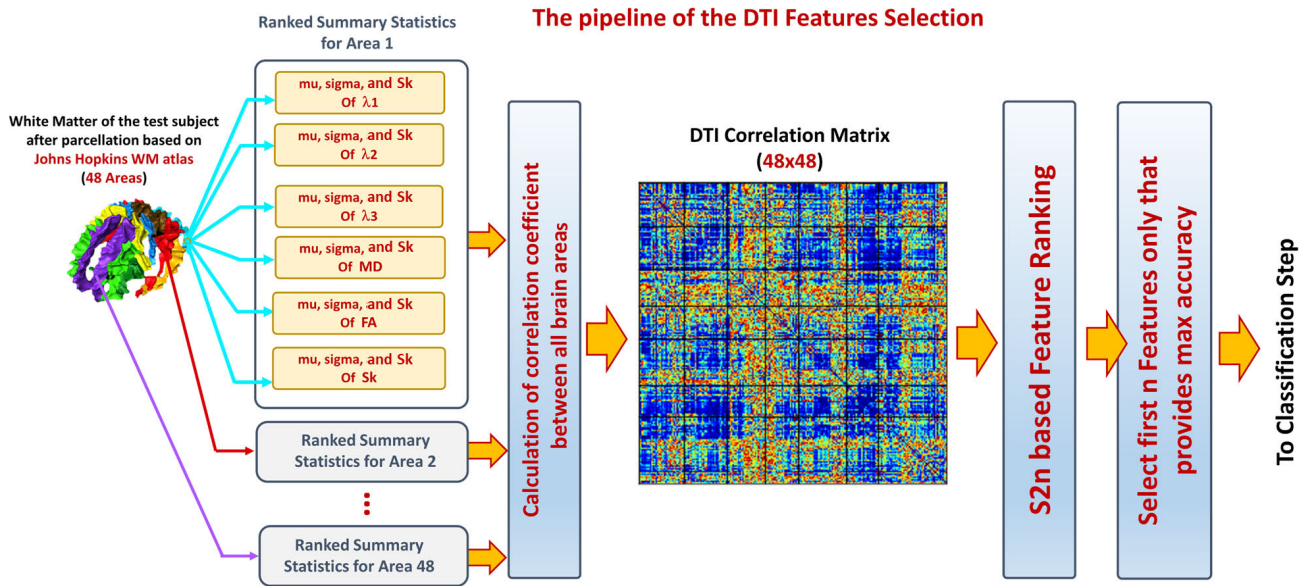 The pipeline of the DTI Features Selection
Ranked Summary Statistics
for Area 1
White Matter of the test subject
after parcellation based on
Johns Hopkins WM atlas
(48 Areas)
mu, sigma, and Sk
Of λ1
mu, sigma, and Sk
Of λ2
mu, sigma, and Sk
Of λ3
mu, sigma, and Sk
Of MD
mu, sigma, and Sk
Of FA
mu, sigma, and Sk
Of Sk
Ranked Summary
Statistics for Area 2
...
Ranked Summary
Statistics for Area 48
Calculation of correlation coefficient
between all brain areas
DTI Correlation Matrix
(48x48)
S2n based Feature Ranking
Select first n Features only that
provides max accuracy
To Classification Step